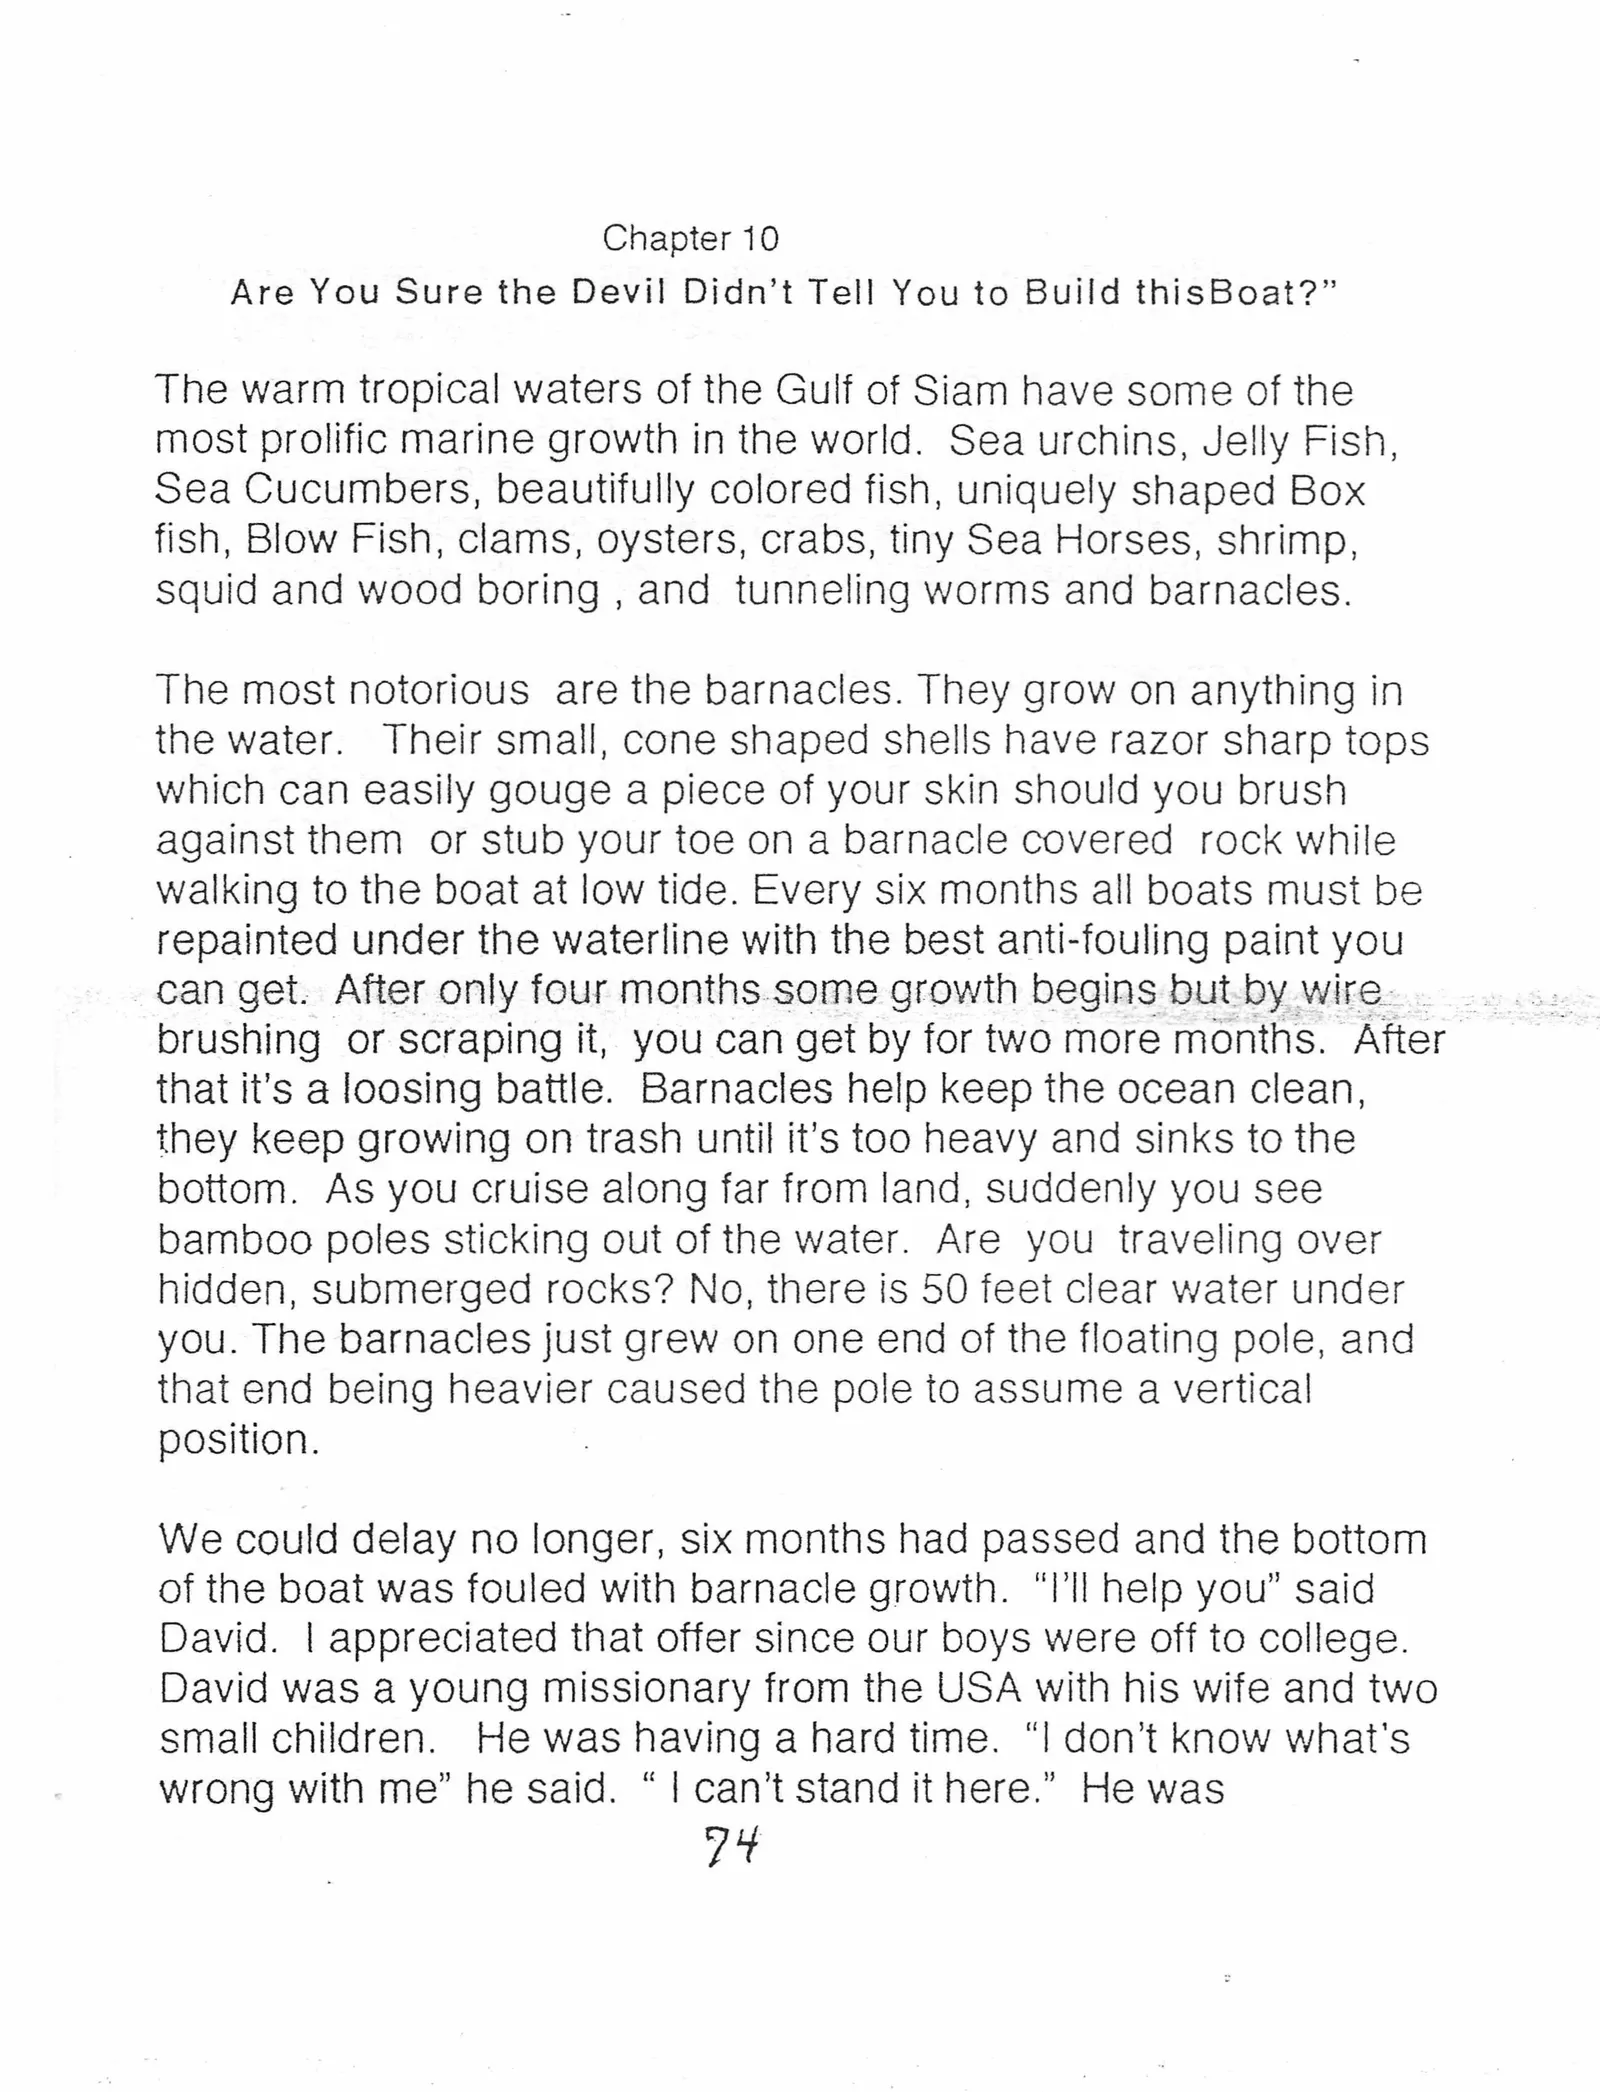 Chapter 10
Are You Sure the Devil Didn't Tell You to Build thisBoat?"
The warm tropical waters of the Gulf of Siam have some of the
most prolific marine growth in the world.  Sea urchins, Jelly Fish,
Sea Cucumbers, beautifully colored fish, uniquely shaped Box
fish, Blow Fish, clams, oysters, crabs, tiny Sea Horses, shrimp,
squid and wood boring , and  tunneling worms and barnacles.
The most notorious  are the barnacles. They grow on anything in
the water.   Their small, cone shaped shells have razor sharp tops
which can easily gouge a piece of your skin should you brush
against them  or stub your toe on a barnacle covered  rock while
walking to the boat at low tide. Every six months all boats must be
repainted under the waterline with the best anti-fouling paint you
can get.  After only four months some growth begins but by wire
brushing  or scraping it,  you can get by for two more months.  After
that it's a loosing battle.  Barnacles help keep the ocean clean,
they keep growing on trash until it's too heavy and sinks to the
bottom.  As you cruise along far from land, suddenly you see
bamboo poles sticking out of the water.  Are  you  traveling over
hidden, submerged rocks? No, there is 50 feet clear water under
you. The barnacles just grew on one end of the floating pole, and
that end being heavier caused the pole to assume a vertical
position.
We could delay no longer, six months had passed and the bottom
of the boat was fouled with barnacle growth.  "I'll help you" said
David.  I appreciated that offer since our boys were off to college.
David was a young missionary from the USA with his wife and two
small children.   He was having a hard time.  "I don't know what's
wrong with me" he said.  " I can't stand it here."  He was
74